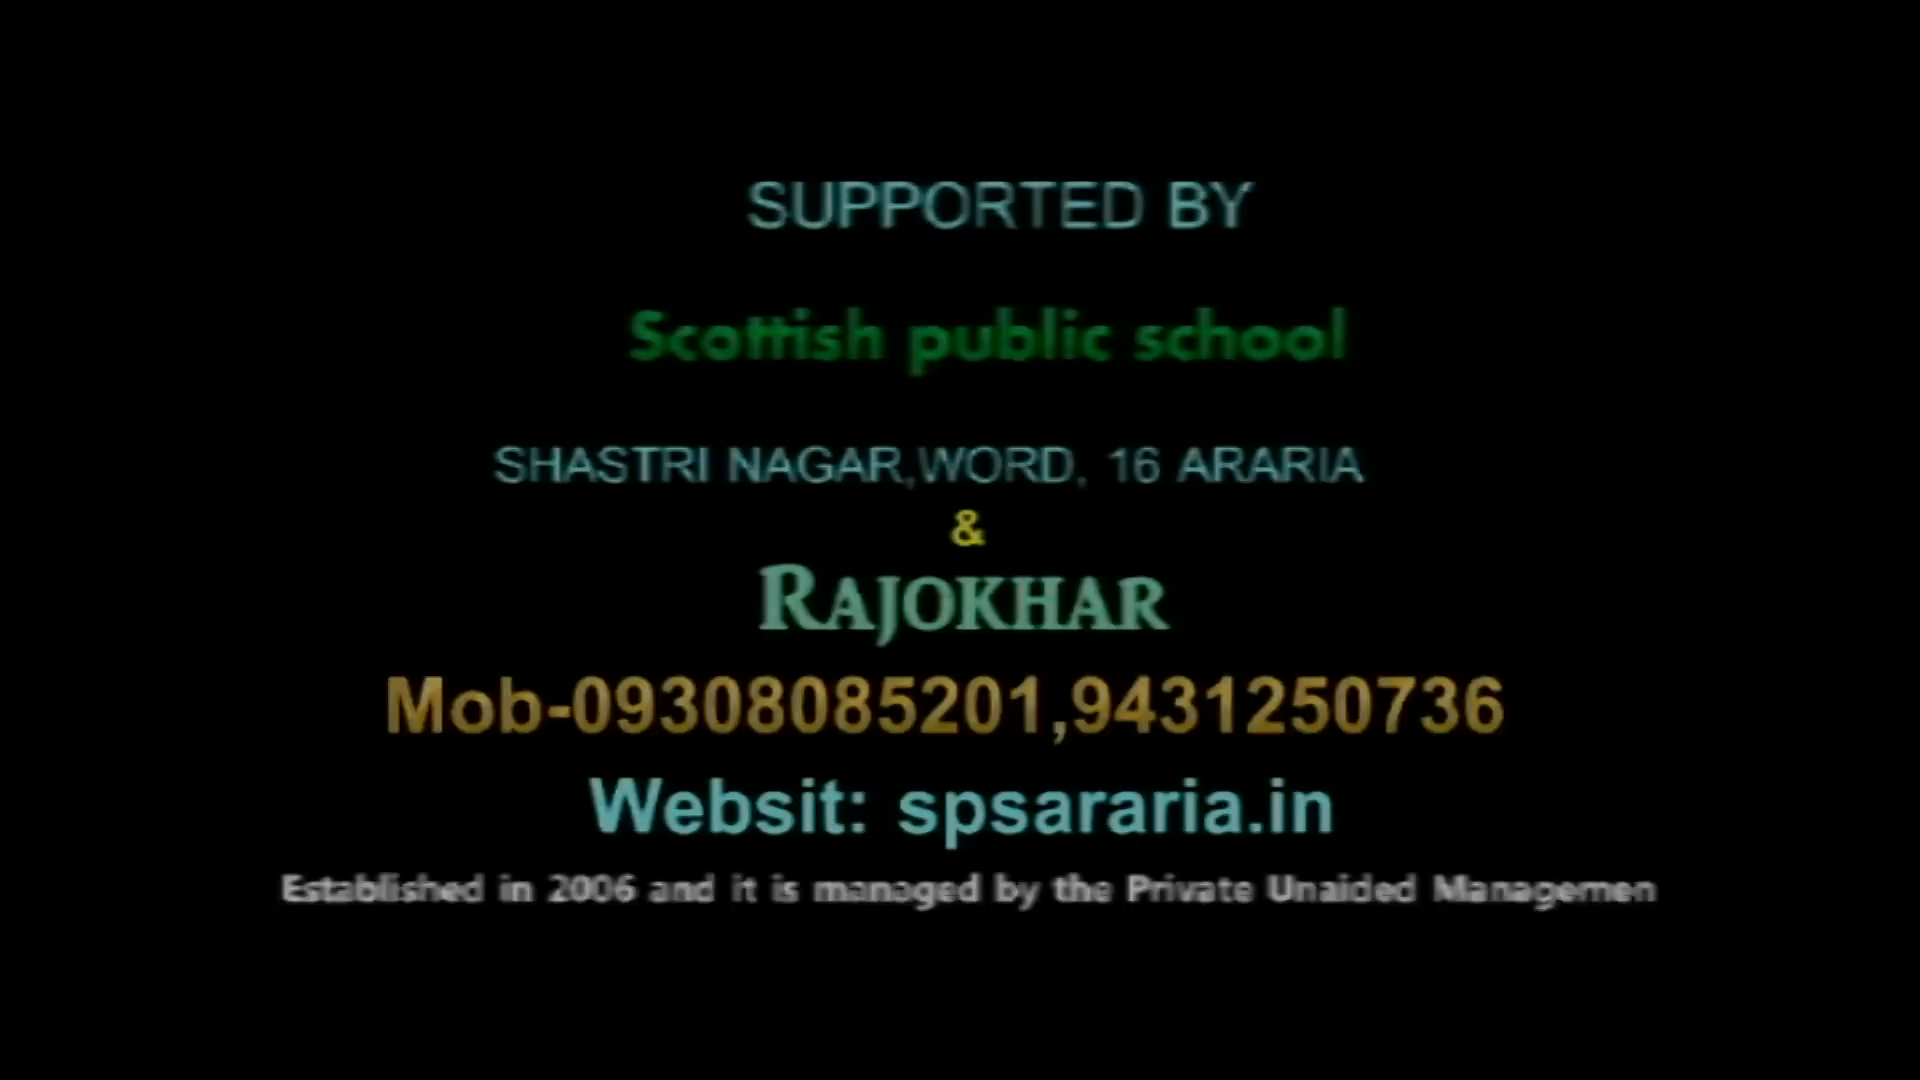 SUPPORTED BY
Scottish public school
SHASTRI NAGAR,WORD, 16 ARARIA
&
RAJOKHAR
Mob-09308085201,9431250736
Websit: spsararia.in
Established in 2006 and it is managed by the Private Unaided Managemen